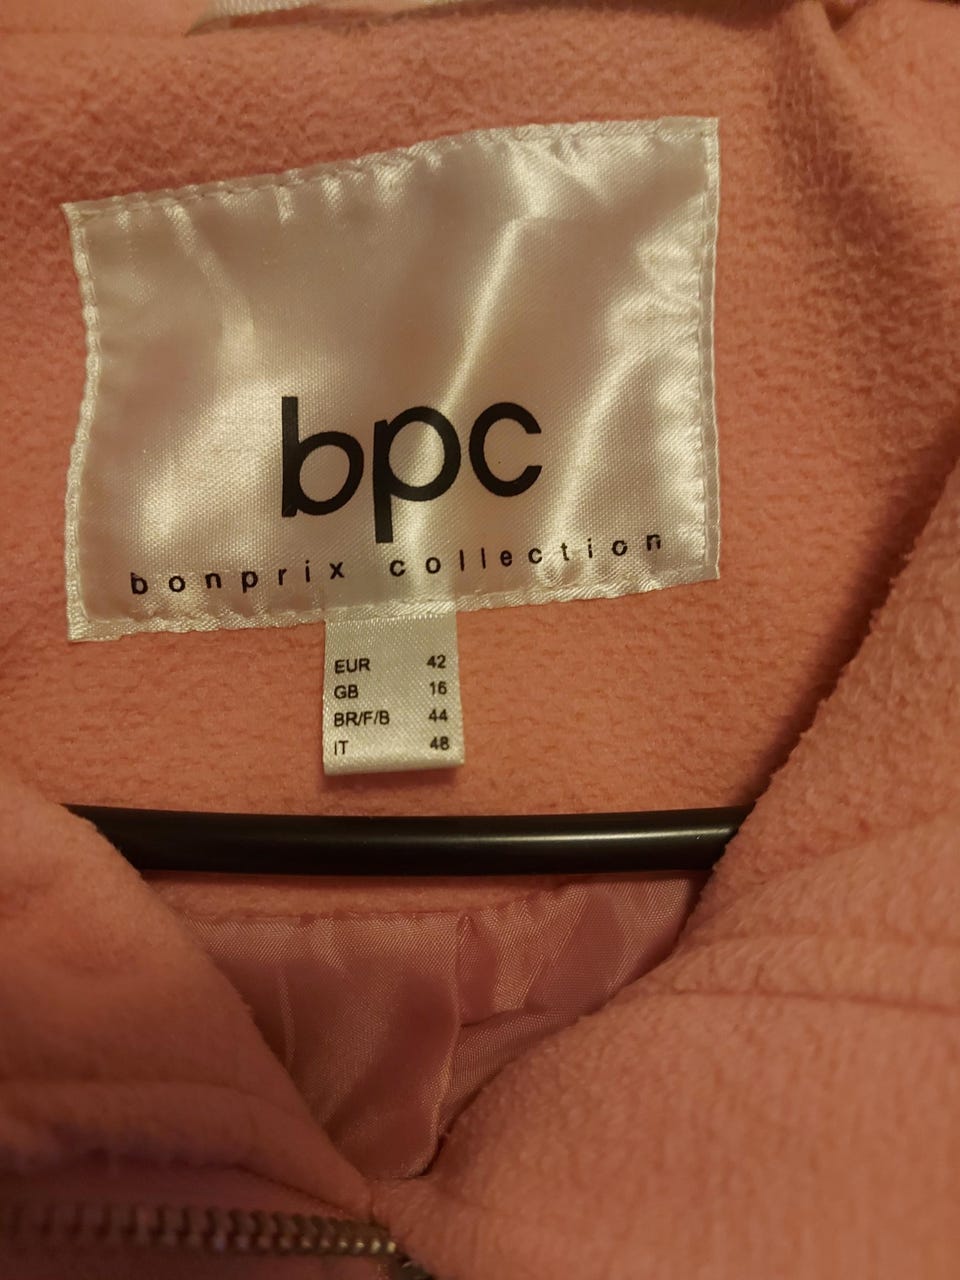 bpc
bonprix collection
EUR 42
GB 16
BR/F/B 44
IT 48